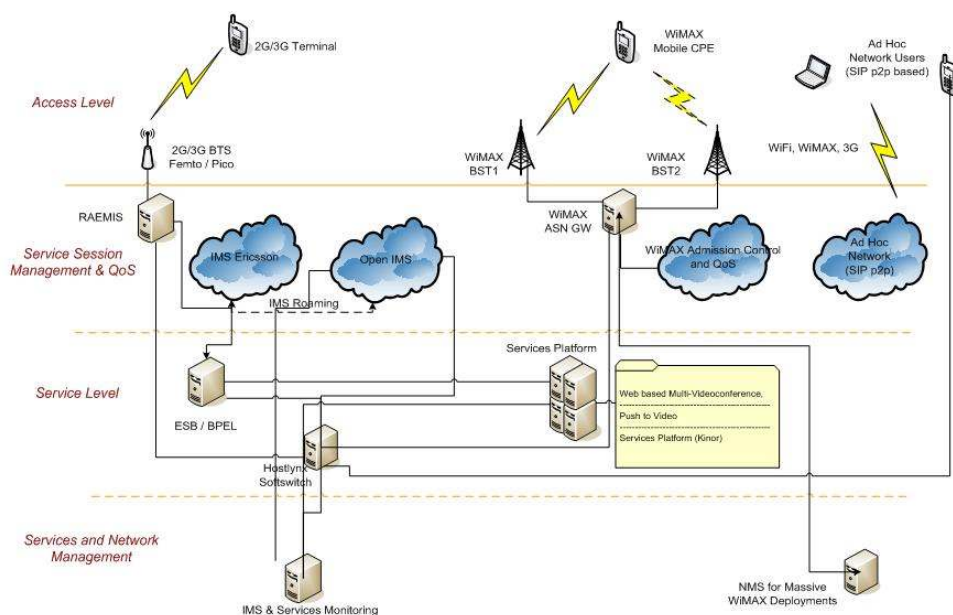 2G/3G Terminal
WiMAX
Mobile CPE
Ad Hoc
Network Users
(SIP p2p based)
Access Level
2G/3G BTS
Femto / Pico
WiMAX
BST1
WiMAX
BST2
WiFi, WiMAX, 3G
RAEMIS
WiMAX
ASN GW
Service Session
Management & QoS
IMS Ericsson
Open IMS
WiMAX Admission Control
and QoS
Ad Hoc
Network
(SIP p2p)
IMS Roaming
Services Platform
Service Level
Web based Multi-Videoconference,
Push to Video
Services Platform (Kinor)
ESB / BPEL
Hostlynx
Softswitch
Services and Network
Management
IMS & Services Monitoring
NMS for Massive
WiMAX Deployments